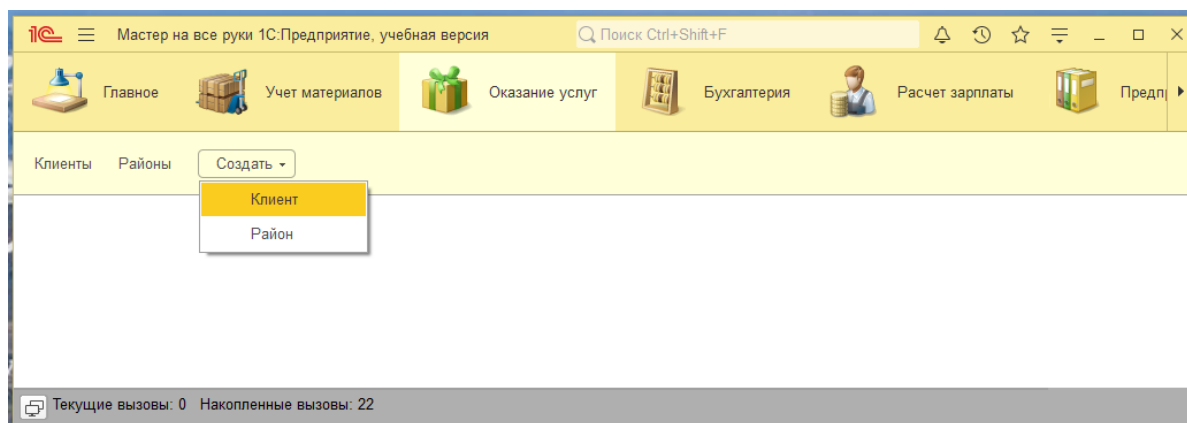 1С Мастер на все руки 1С:Предприятие, учебная версия Поиск Ctrl+Shift+F
Главное Учет материалов Оказание услуг Бухгалтерия Расчет зарплаты Предп
Клиенты Районы Создать
Клиент
Район
Текущие вызовы: 0 Накопленные вызовы: 22